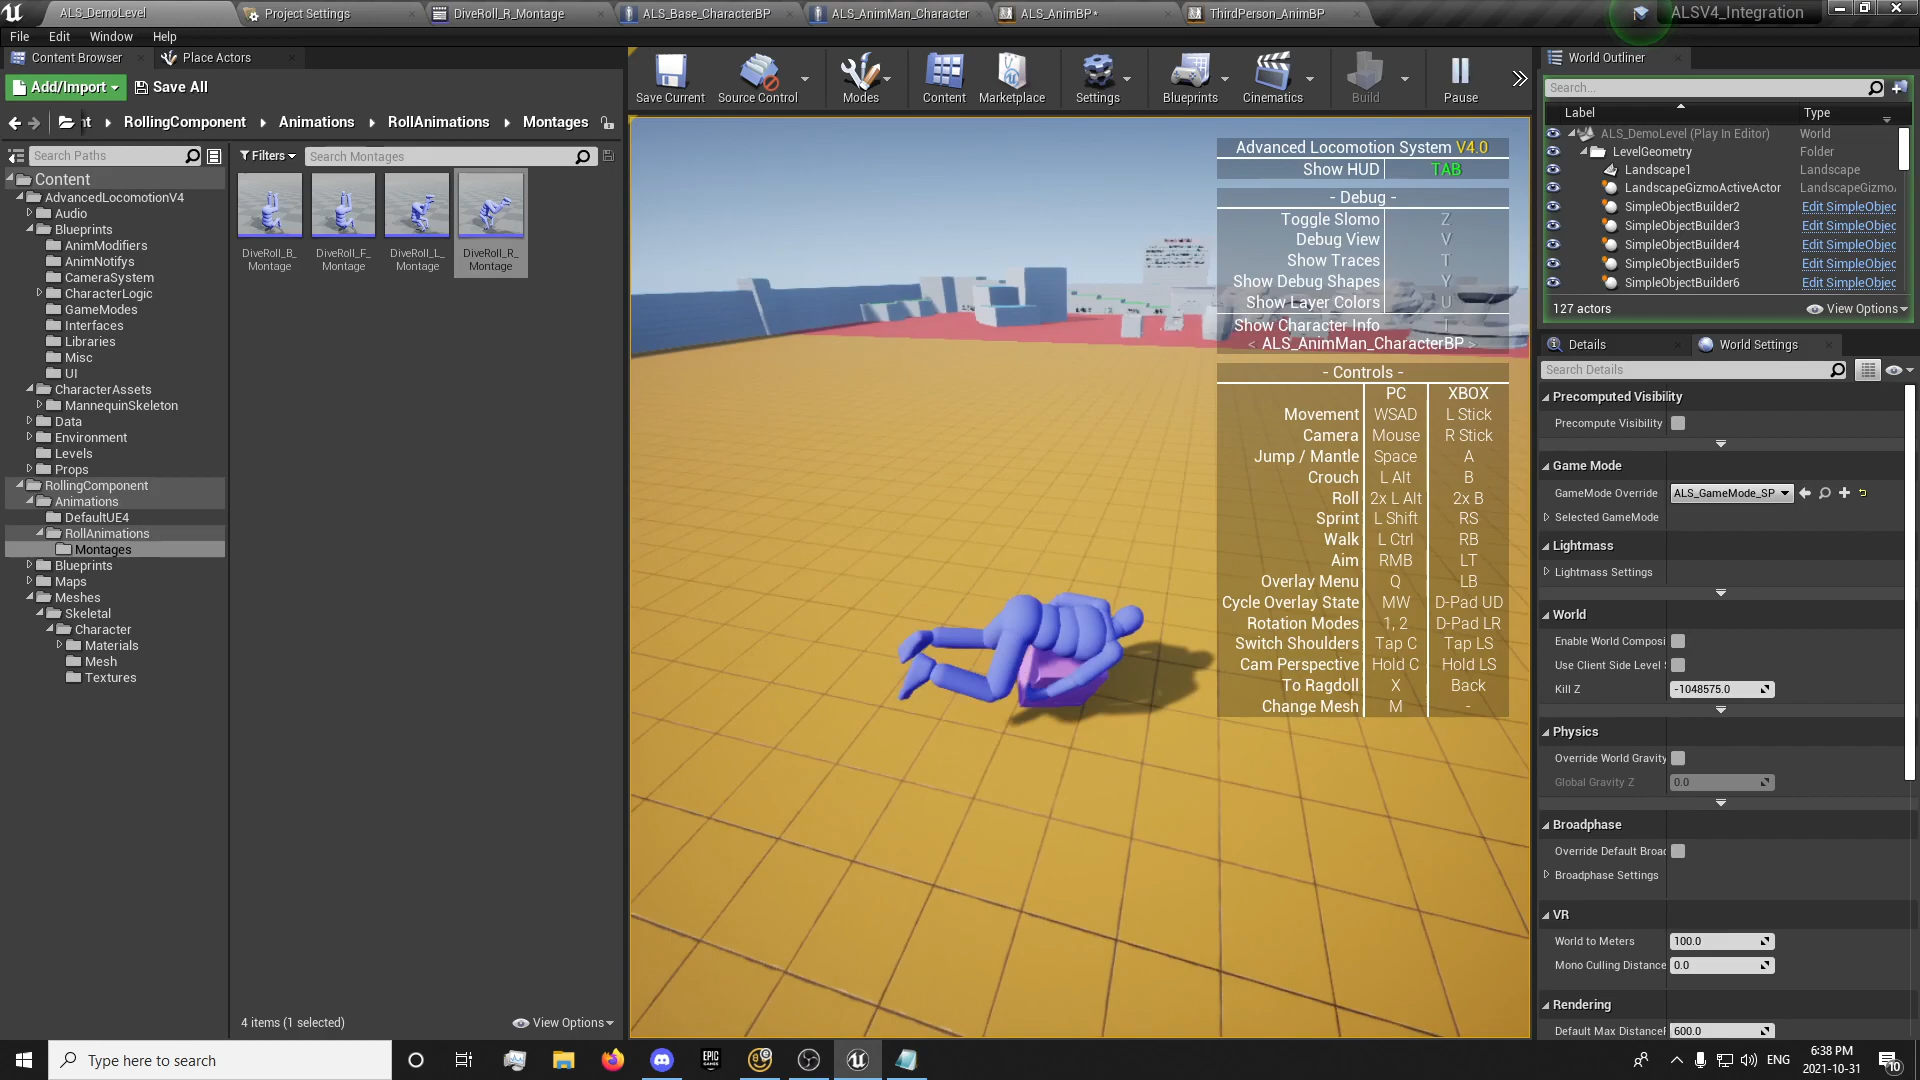 ALS_DemoLevel
Project Settings
DiveRoll_R_Montage
ALS_Base_CharacterBP
ALS_AnimMan_Character
ALS_AnimBP*
ThirdPerson_AnimBP
ALSV4_Integration
File
Edit
Window
Help
Content Browser
Place Actors
Add/Import
Save All
RollingComponent
Animations
RollAnimations
Montages
Search Paths
Filters
Search Montages
Content
AdvancedLocomotionV4
Audio
Blueprints
AnimModifiers
AnimNotifys
CameraSystem
CharacterLogic
GameModes
Interfaces
Libraries
Misc
UI
CharacterAssets
MannequinSkeleton
Data
Environment
Levels
Props
RollingComponent
Animations
DefaultUE4
RollAnimations
Montages
Blueprints
Maps
Meshes
Skeletal
Character
Materials
Mesh
Textures
DiveRoll_B_
Montage
DiveRoll_F_
Montage
DiveRoll_L_
Montage
DiveRoll_R_
Montage
4 items (1 selected)
View Options
Save Current
Source Control
Modes
Content
Marketplace
Settings
Blueprints
Cinematics
Build
Pause
Advanced Locomotion System V4.0
Show HUD TAB
- Debug -
Toggle Slomo Z
Debug View V
Show Traces T
Show Debug Shapes Y
Show Layer Colors U
Show Character Info I
< ALS_AnimMan_CharacterBP >
- Controls -
PC XBOX
Movement WSAD L Stick
Camera Mouse R Stick
Jump / Mantle Space A
Crouch L Alt B
Roll 2x L Alt 2x B
Sprint L Shift RS
Walk L Ctrl RB
Aim RMB LT
Overlay Menu Q LB
Cycle Overlay State MW D-Pad UD
Rotation Modes 1, 2 D-Pad LR
Switch Shoulders Tap C Tap LS
Cam Perspective Hold C Hold LS
To Ragdoll X Back
Change Mesh M -
World Outliner
Search...
Label Type
ALS_DemoLevel (Play In Editor) World
LevelGeometry Folder
Landscape1 Landscape
LandscapeGizmoActiveActor LandscapeGizmo
SimpleObjectBuilder2 Edit SimpleObjec
SimpleObjectBuilder3 Edit SimpleObjec
SimpleObjectBuilder4 Edit SimpleObjec
SimpleObjectBuilder5 Edit SimpleObjec
SimpleObjectBuilder6 Edit SimpleObjec
127 actors
View Options
Details
World Settings
Search Details
Precomputed Visibility
Precompute Visibility
Game Mode
GameMode Override ALS_GameMode_SP
Selected GameMode
Lightmass
Lightmass Settings
World
Enable World Composi
Use Client Side Level
Kill Z -1048575.0
Physics
Override World Gravity
Global Gravity Z 0.0
Broadphase
Override Default Broad
Broadphase Settings
VR
World to Meters 100.0
Mono Culling Distance 0.0
Rendering
Default Max DistanceF 600.0
Type here to search
ENG
6:38 PM
2021-10-31
10